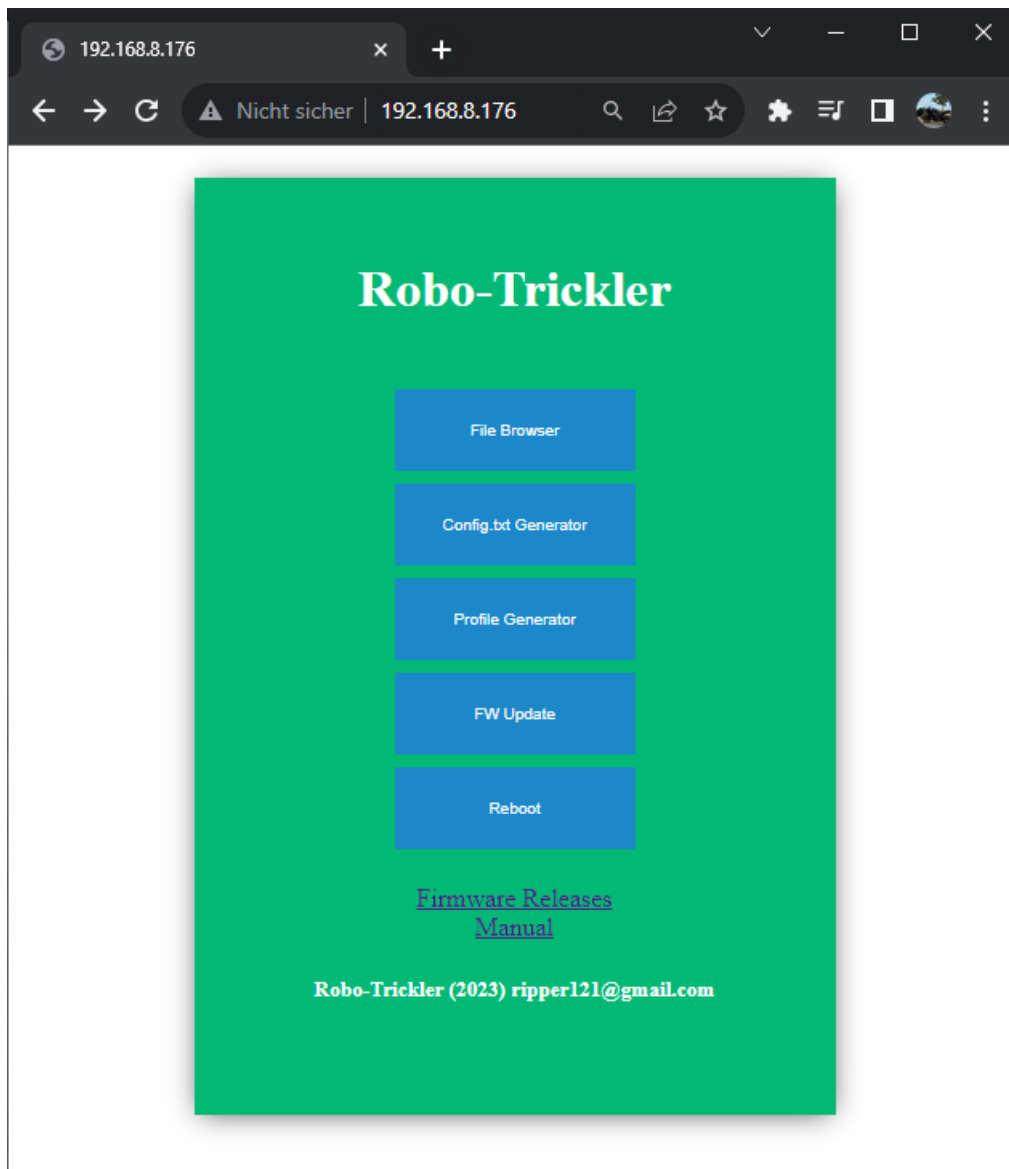 192.168.8.176
Nicht sicher 192.168.8.176
Robo-Trickler
File Browser
Config.txt Generator
Profile Generator
FW Update
Reboot
Firmware Releases
Manual
Robo-Trickler (2023) ripper121@gmail.com